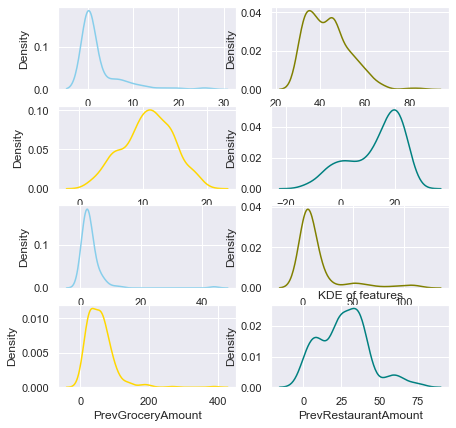 0.1
0.0
Density
0 10 20 30
0.04
0.02
0.00
Density
20 40 60 80
0.10
0.05
0.00
Density
0 10 20
0.04
0.02
0.00
Density
−20 0 20
0.1
0.0
Density
0 20 40
0.04
0.02
0.00
Density
0 50 100
KDE of features
0.010
0.005
0.000
Density
0 200 400
PrevGroceryAmount
0.02
0.01
0.00
Density
0 25 50 75
PrevRestaurantAmount